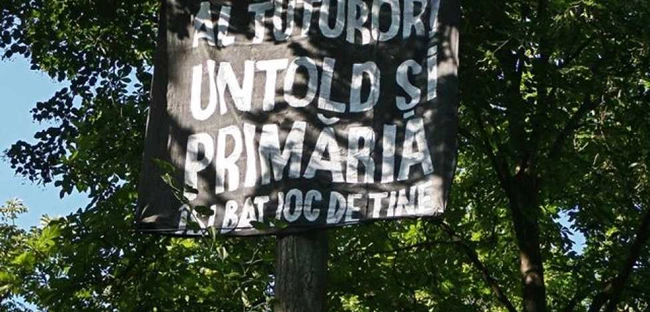 AL TUTUROR!
UNTOLD ȘI
PRIMĂRIA
ÎȘI BAT JOC DE TINE